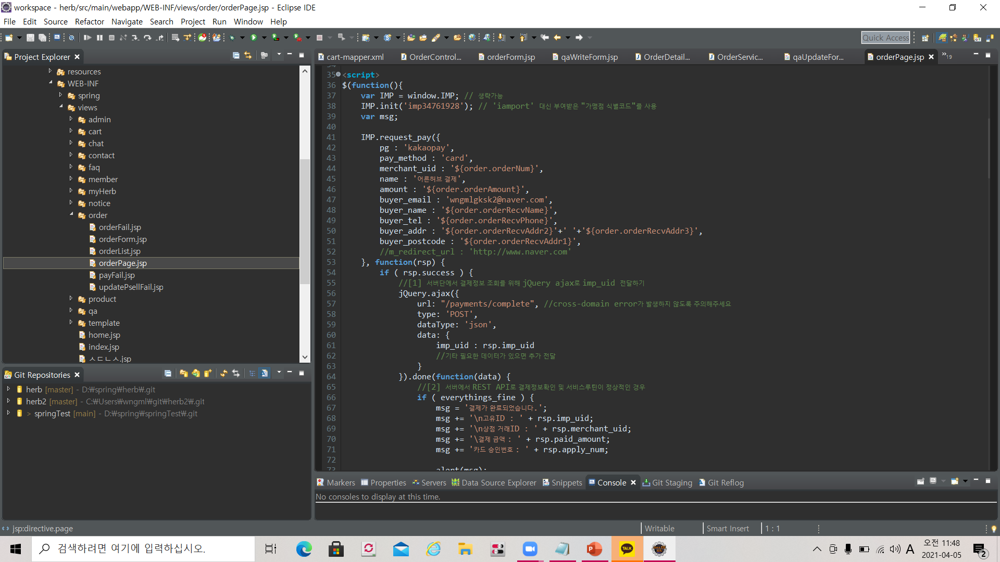 workspace - herb/src/main/webapp/WEB-INF/views/order/orderPage.jsp - Eclipse IDE
File Edit Source Refactor Navigate Search Project Run Window Help
Quick Access
Project Explorer
resources
WEB-INF
spring
views
admin
cart
chat
contact
faq
member
myHerb
notice
order
orderFail.jsp
orderForm.jsp
orderList.jsp
orderPage.jsp
payFail.jsp
updatePsellFail.jsp
product
qa
template
home.jsp
index.jsp
ㅅㄷㄴㅅ.jsp
Git Repositories
herb [master] - D:₩spring₩herb₩.git
herb2 [master] - C:₩Users₩wngml₩git₩herb2₩.git
> springTest [main] - D:₩spring₩springTest₩.git
cart-mapper.xml OrderControl... orderForm.jsp qaWriteForm.jsp OrderDetail... OrderServic... qaUpdateFor... orderPage.jsp »19
34
35 <script>
36 $(function(){
37 var IMP = window.IMP; // 생략가능
38 IMP.init('imp34761928'); // 'iamport' 대신 부여받은 "가맹점 식별코드"를 사용
39 var msg;
40
41 IMP.request_pay({
42 pg : 'kakaopay',
43 pay_method : 'card',
44 merchant_uid : '${order.orderNum}',
45 name : '어른허브 결제',
46 amount : '${order.orderAmount}',
47 buyer_email : 'wngmlgksk2@naver.com',
48 buyer_name : '${order.orderRecvName}',
49 buyer_tel : '${order.orderRecvPhone}',
50 buyer_addr : '${order.orderRecvAddr2}'+' '+'${order.orderRecvAddr3}',
51 buyer_postcode : '${order.orderRecvAddr1}',
52 //m_redirect_url : 'http://www.naver.com'
53 }, function(rsp) {
54 if ( rsp.success ) {
55 //[1] 서버단에서 결제정보 조회를 위해 jQuery ajax로 imp_uid 전달하기
56 jQuery.ajax({
57 url: "/payments/complete", //cross-domain error가 발생하지 않도록 주의해주세요
58 type: 'POST',
59 dataType: 'json',
60 data: {
61 imp_uid : rsp.imp_uid
62 //기타 필요한 데이터가 있으면 추가 전달
63 }
64 }).done(function(data) {
65 //[2] 서버에서 REST API로 결제정보확인 및 서비스루틴이 정상적인 경우
66 if ( everythings_fine ) {
67 msg = '결제가 완료되었습니다.';
68 msg += '\n고유ID : ' + rsp.imp_uid;
69 msg += '\n상점 거래ID : ' + rsp.merchant_uid;
70 msg += '\결제 금액 : ' + rsp.paid_amount;
71 msg += '카드 승인번호 : ' + rsp.apply_num;
72
73 alert(msg);
Markers Properties Servers Data Source Explorer Snippets Console Git Staging Git Reflog
No consoles to display at this time.
jsp:directive.page Writable Smart Insert 1 : 1
검색하려면 여기에 입력하십시오.
TALK
A
오전 11:48
2021-04-05
2